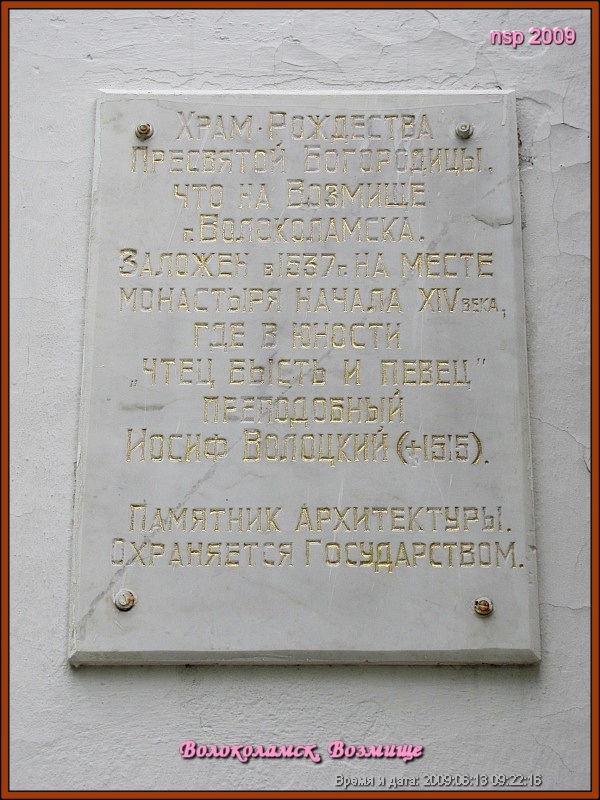 nsp 2009
Храм·Рождества
Пресвятой Богородицы,
что на Возмище
г. Волоколамска.
Заложен в 1537г. на месте
монастыря начала XIV века,
где в юности
„чтец бысть и певец"
преподобный
Иосиф Волоцкий (+1515).
Памятник архитектуры.
Охраняется Государством.
Волоколамск, Возмище
Время и дата: 2009:06:13 09:22:16